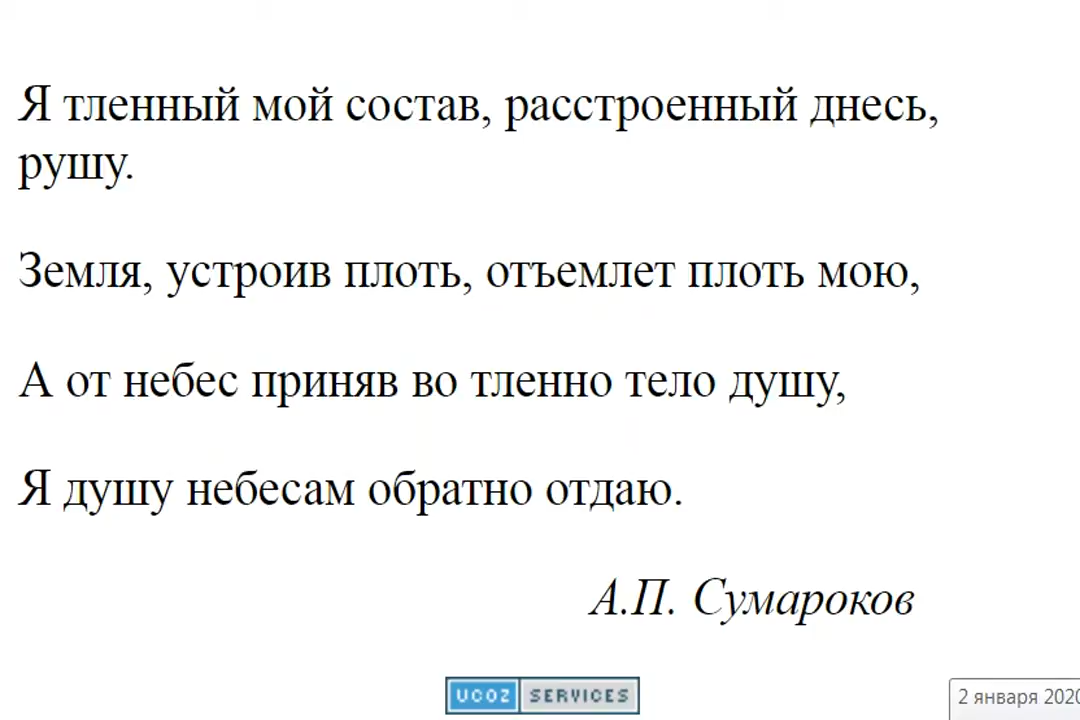 Я тленный мой состав, расстроенный днесь,
рушу.
Земля, устроив плоть, отъемлет плоть мою,
А от небес приняв во тленно тело душу,
Я душу небесам обратно отдаю.
А.П. Сумароков
UCOZ SERVICES
2 января 2020